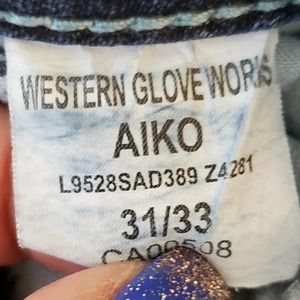 WESTERN GLOVE WORKS
AIKO
L9528SAD389 Z4281
31/33
CA00508